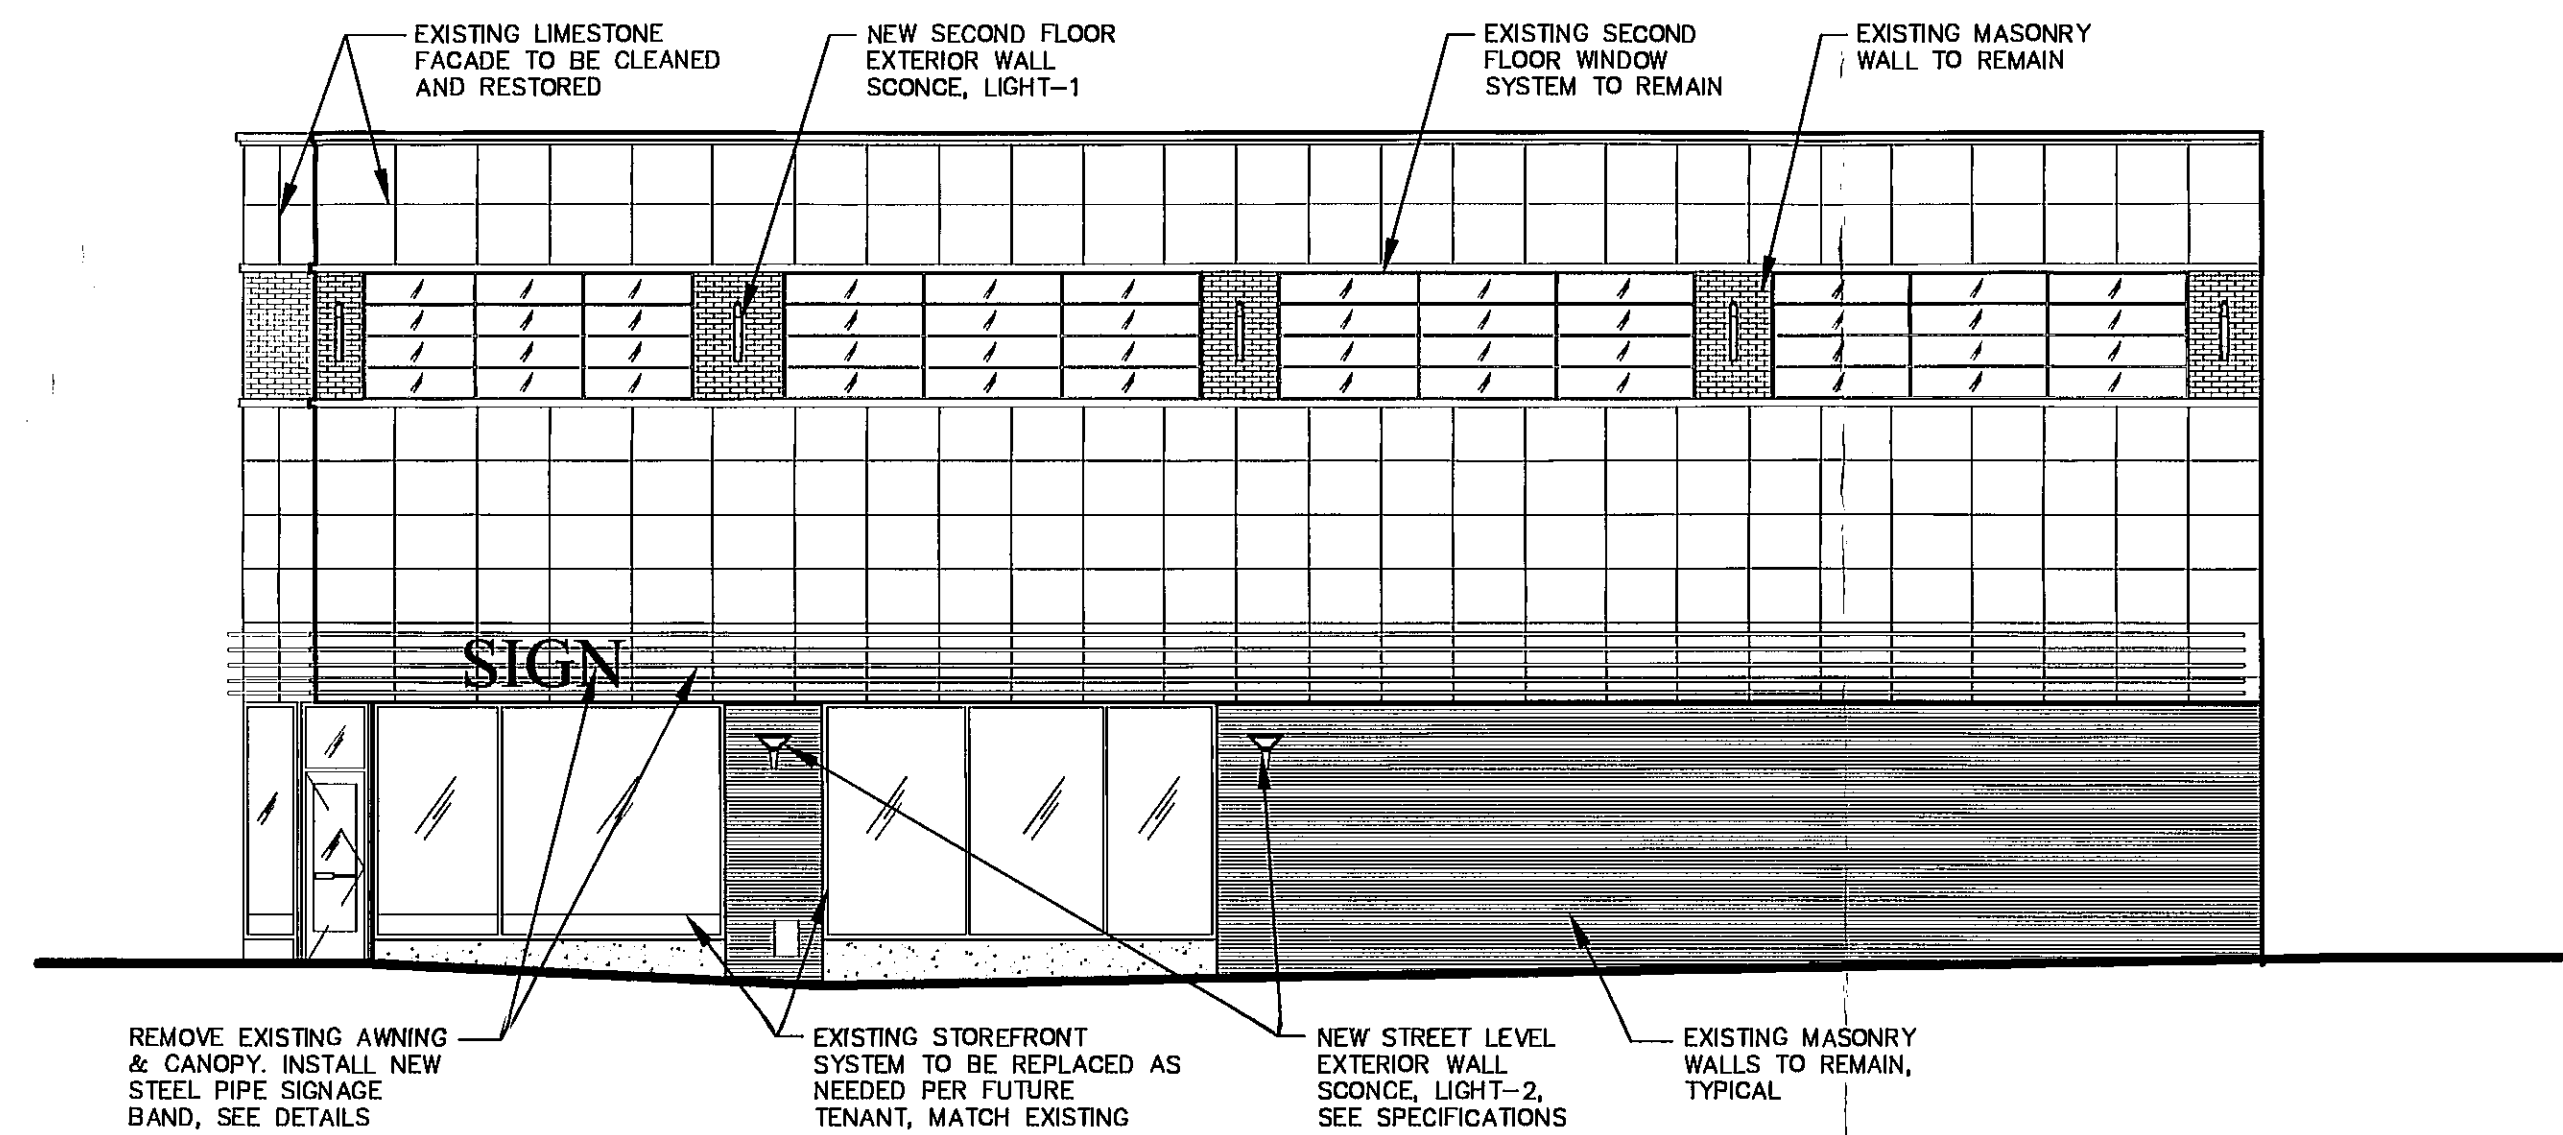 EXISTING LIMESTONE
FACADE TO BE CLEANED
AND RESTORED
NEW SECOND FLOOR
EXTERIOR WALL
SCONCE, LIGHT-1
EXISTING SECOND
FLOOR WINDOW
SYSTEM TO REMAIN
EXISTING MASONRY
WALL TO REMAIN
SIGN
REMOVE EXISTING AWNING
& CANOPY. INSTALL NEW
STEEL PIPE SIGNAGE
BAND, SEE DETAILS
EXISTING STOREFRONT
SYSTEM TO BE REPLACED AS
NEEDED PER FUTURE
TENANT, MATCH EXISTING
NEW STREET LEVEL
EXTERIOR WALL
SCONCE, LIGHT-2,
SEE SPECIFICATIONS
EXISTING MASONRY
WALLS TO REMAIN,
TYPICAL